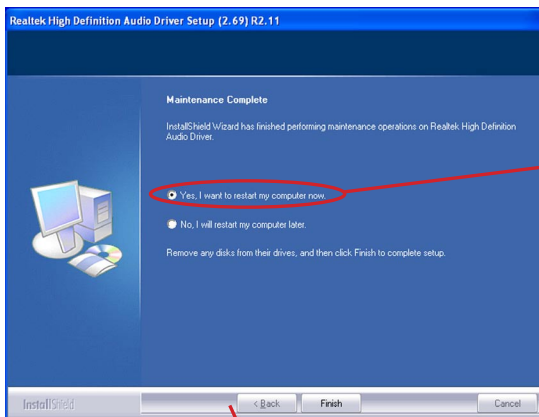 Realtek High Definition Audio Driver Setup (2.69) R2.11
Maintenance Complete
InstallShield Wizard has finished performing maintenance operations on Realtek High Definition
Audio Driver.
Yes, I want to restart my computer now.
No, I will restart my computer later.
Remove any disks from their drives, and then click Finish to complete setup.
InstallShield
< Back
Finish
Cancel